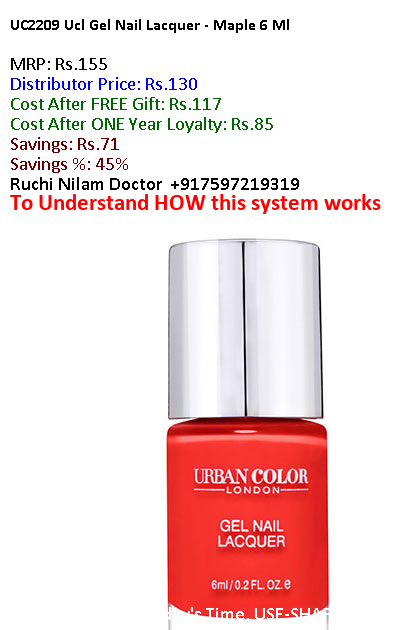 UC2209 Ucl Gel Nail Lacquer - Maple 6 Ml
MRP: Rs.155
Distributor Price: Rs.130
Cost After FREE Gift: Rs.117
Cost After ONE Year Loyalty: Rs.85
Savings: Rs.71
Savings %: 45%
Ruchi Nilam Doctor +917597219319
To Understand HOW this system works
URBAN COLOR
LONDON
GEL NAIL
LACQUER
6ml/0.2 FL. OZ.e
Time. USE-SHAR